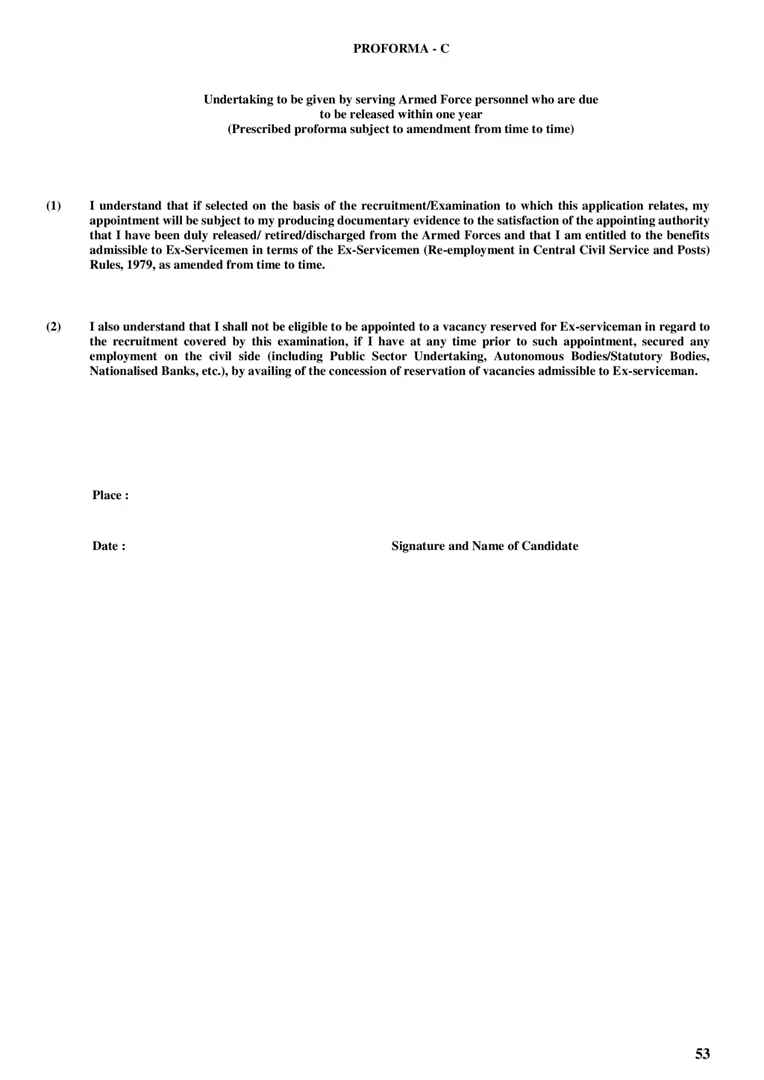 PROFORMA - C
Undertaking to be given by serving Armed Force personnel who are due
to be released within one year
(Prescribed proforma subject to amendment from time to time)
(1) I understand that if selected on the basis of the recruitment/Examination to which this application relates, my
appointment will be subject to my producing documentary evidence to the satisfaction of the appointing authority
that I have been duly released/ retired/discharged from the Armed Forces and that I am entitled to the benefits
admissible to Ex-Servicemen in terms of the Ex-Servicemen (Re-employment in Central Civil Service and Posts)
Rules, 1979, as amended from time to time.
(2) I also understand that I shall not be eligible to be appointed to a vacancy reserved for Ex-serviceman in regard to
the recruitment covered by this examination, if I have at any time prior to such appointment, secured any
employment on the civil side (including Public Sector Undertaking, Autonomous Bodies/Statutory Bodies,
Nationalised Banks, etc.), by availing of the concession of reservation of vacancies admissible to Ex-serviceman.
Place :
Date : Signature and Name of Candidate
53